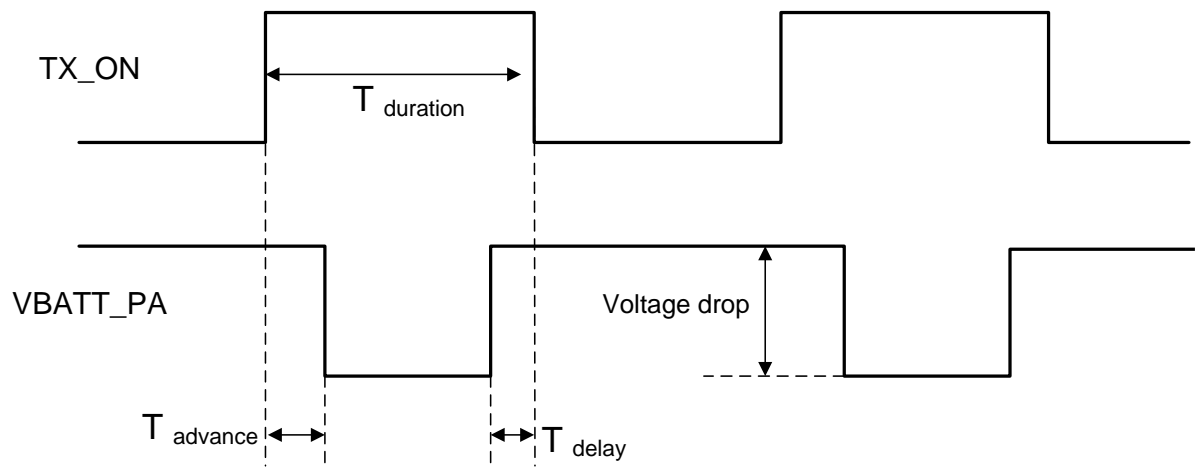 TX_ON
T duration
VBATT_PA
Voltage drop
T advance
T delay